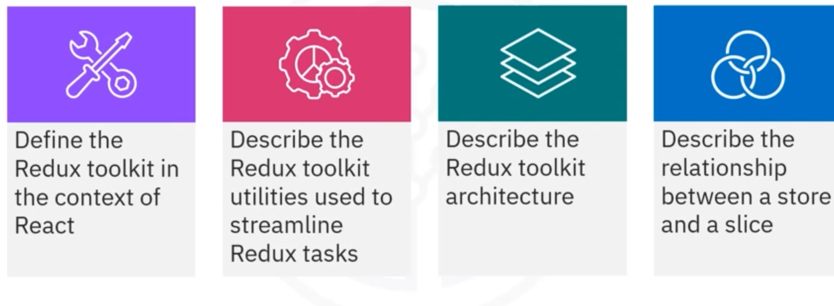 Define the
Redux toolkit in
the context of
React
Describe the
Redux toolkit
utilities used to
streamline
Redux tasks
Describe the
Redux toolkit
architecture
Describe the
relationship
between a store
and a slice